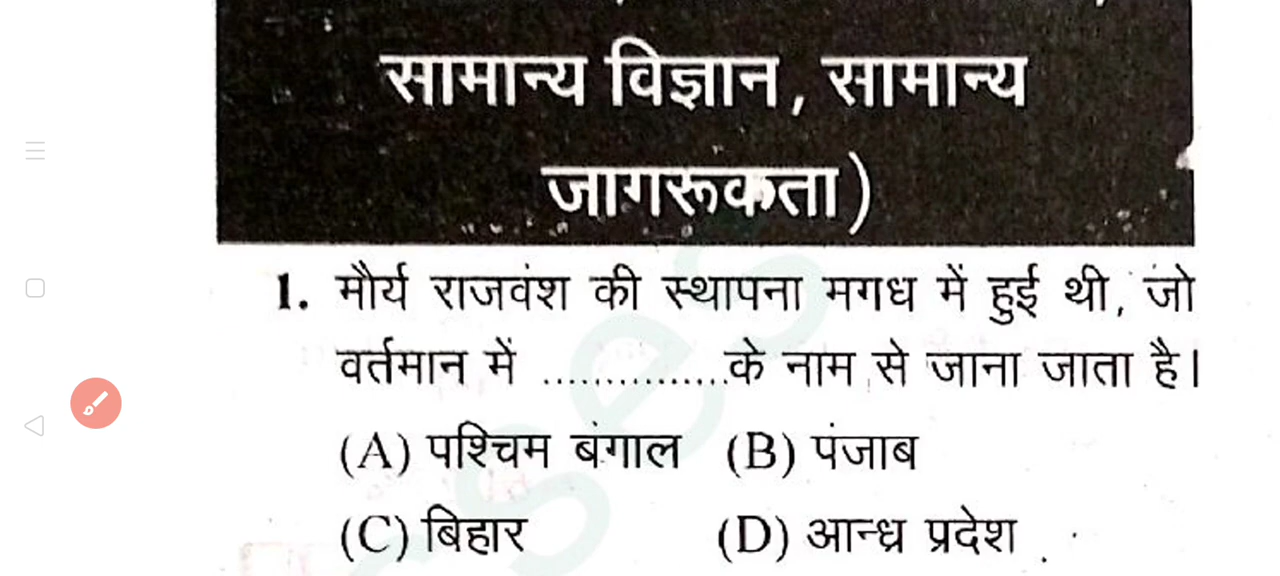 सामान्य विज्ञान, सामान्य
जागरूकता)
1. मौर्य राजवंश की स्थापना मगध में हुई थी, जो
वर्तमान में ...............के नाम से जाना जाता है।
(A) पश्चिम बंगाल (B) पंजाब
(C) बिहार (D) आन्ध्र प्रदेश